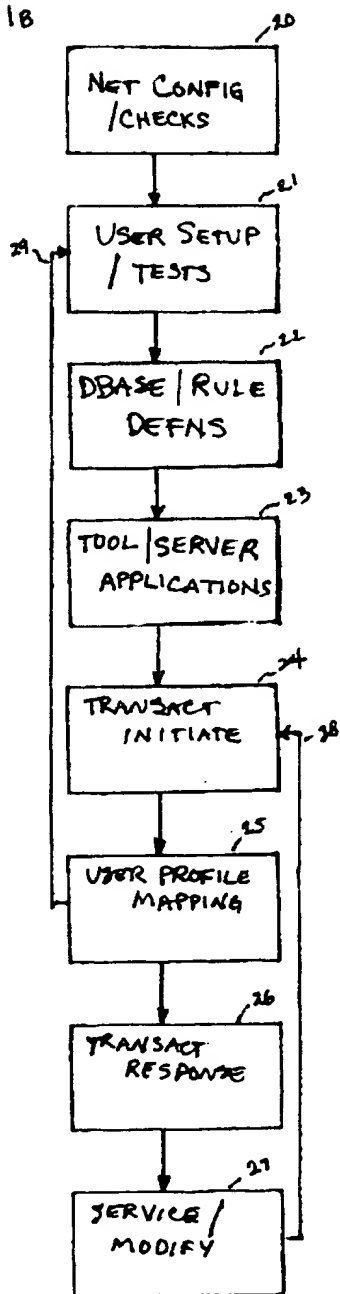 1B
20
NET CONFIG
/CHECKS
21
29
USER SETUP
/ TESTS
22
DBASE / RULE
DEFNS
23
TOOL / SERVER
APPLICATIONS
24
TRANSACT
INITIATE
28
25
USER PROFILE
MAPPING
26
TRANSACT
RESPONSE
27
SERVICE /
MODIFY